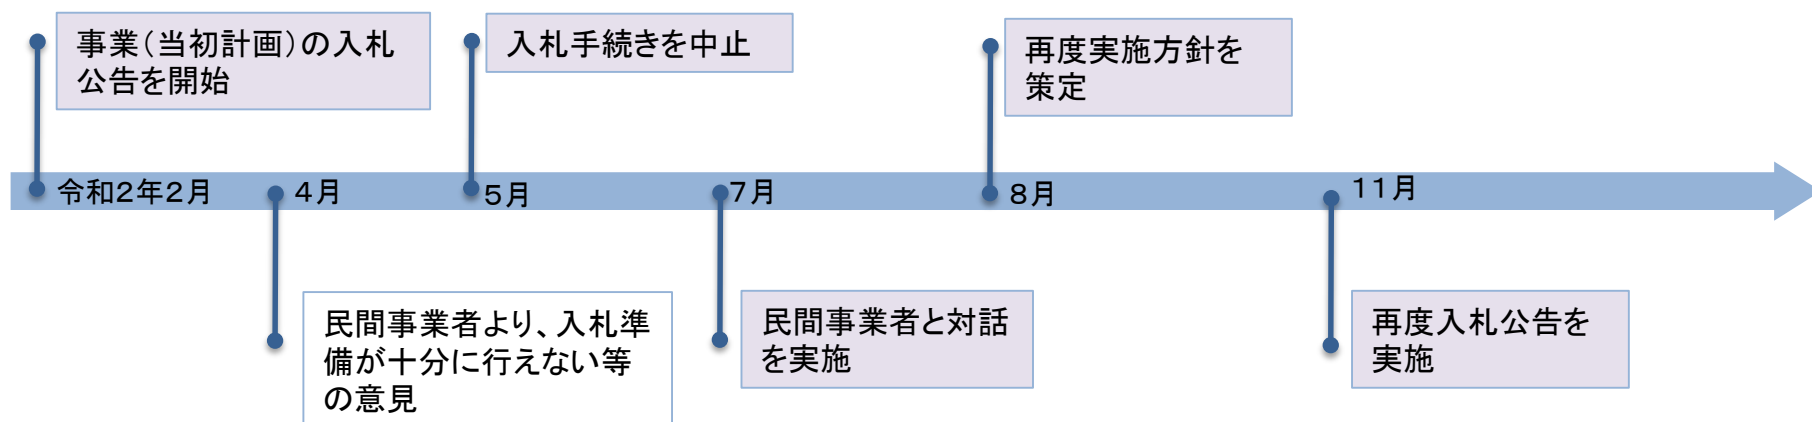 事業（当初計画）の入札
公告を開始
入札手続きを中止
再度実施方針を
策定
令和２年２月
４月
５月
７月
８月
１１月
民間事業者より、入札準
備が十分に行えない等
の意見
民間事業者と対話
を実施
再度入札公告を
実施